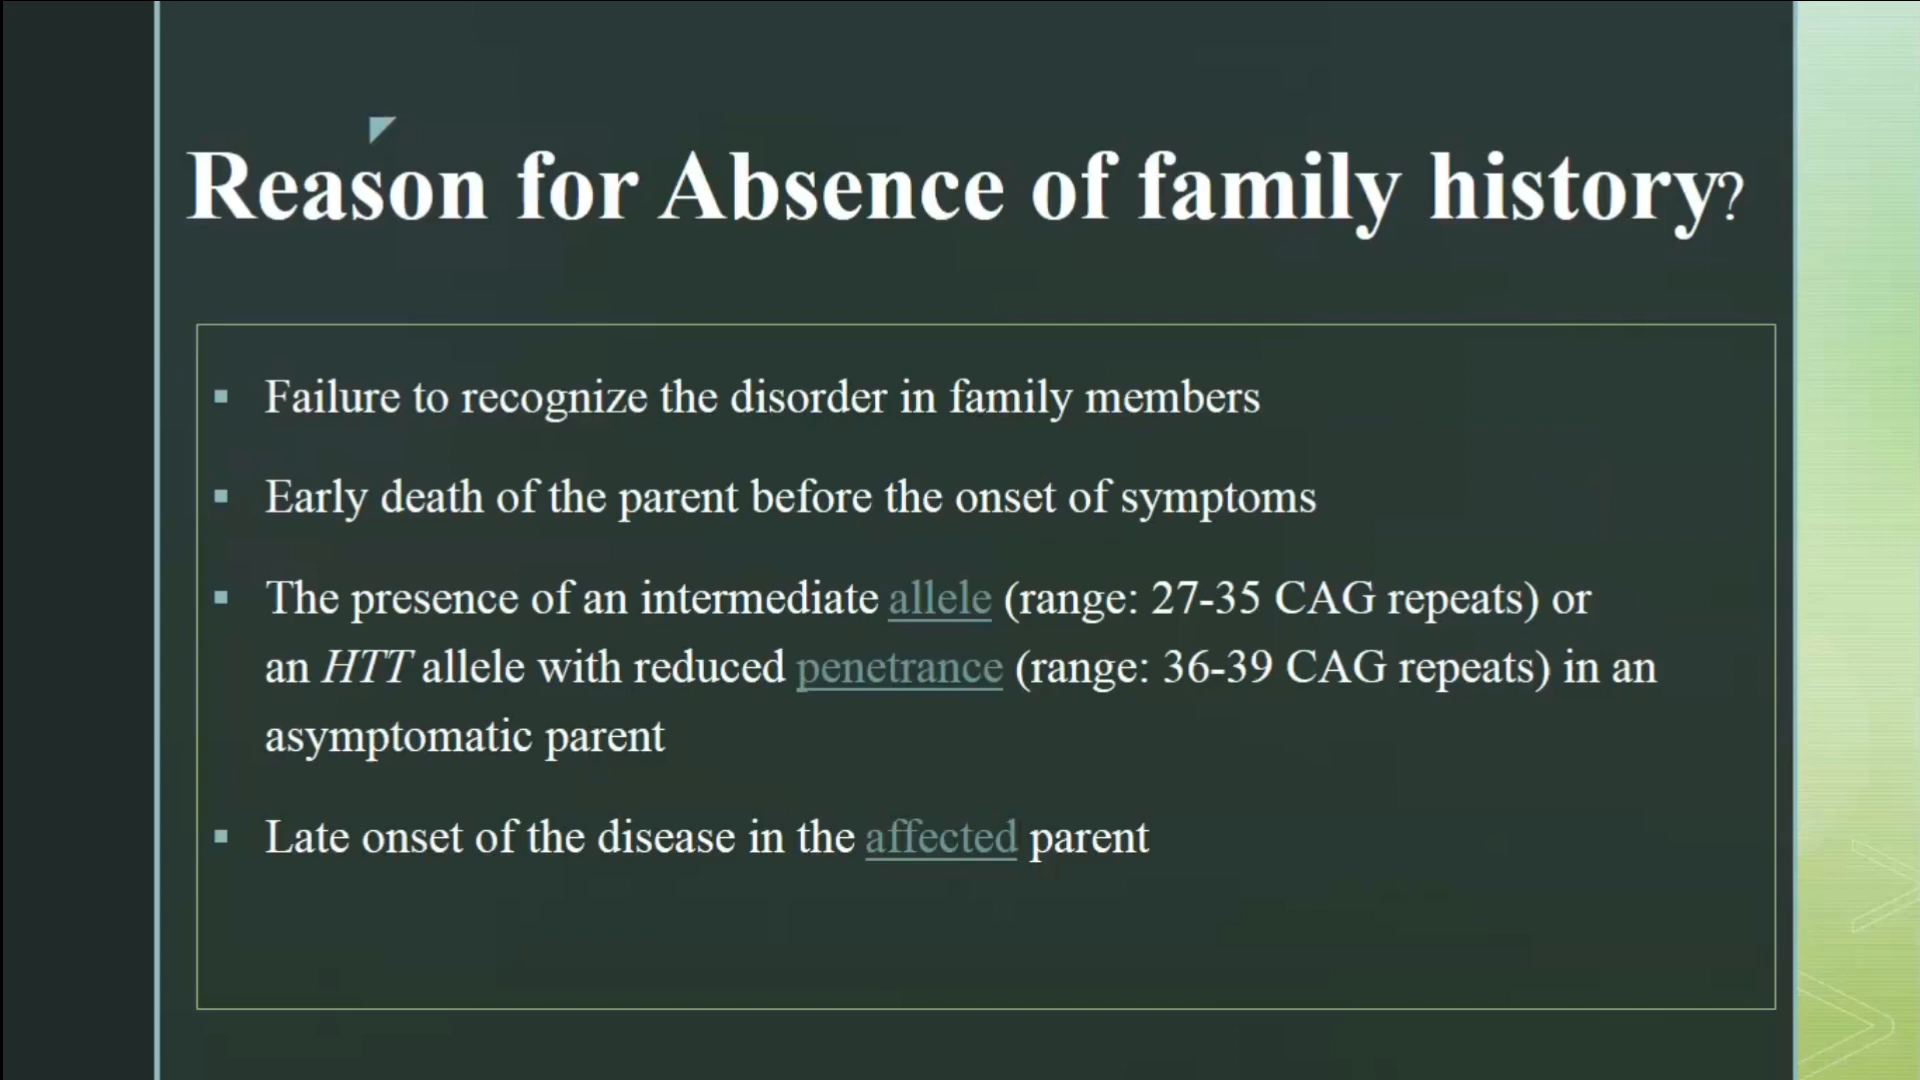 Reason for Absence of family history?
▪ Failure to recognize the disorder in family members
▪ Early death of the parent before the onset of symptoms
▪ The presence of an intermediate allele (range: 27-35 CAG repeats) or
an HTT allele with reduced penetrance (range: 36-39 CAG repeats) in an
asymptomatic parent
▪ Late onset of the disease in the affected parent